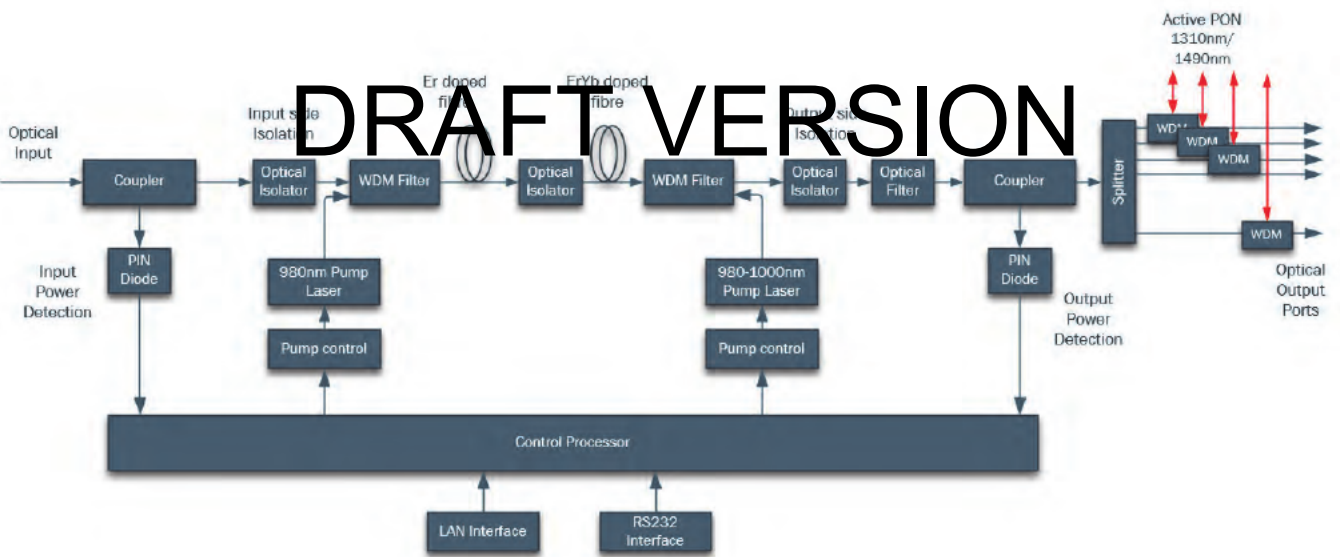 Active PON
1310nm/
1490nm
Er doped
fibre
ErYb doped
fibre
DRAFT VERSION
Input side
Isolation
Output side
Isolation
Optical
Input
Coupler
Optical
Isolator
WDM Filter
Optical
Isolator
WDM Filter
Optical
Isolator
Optical
Filter
Coupler
Splitter
WDM
WDM
WDM
WDM
Input
Power
Detection
PIN
Diode
980nm Pump
Laser
980-1000nm
Pump Laser
PIN
Diode
Output
Power
Detection
Optical
Output
Ports
Pump control
Pump control
Control Processor
LAN Interface
RS232
Interface